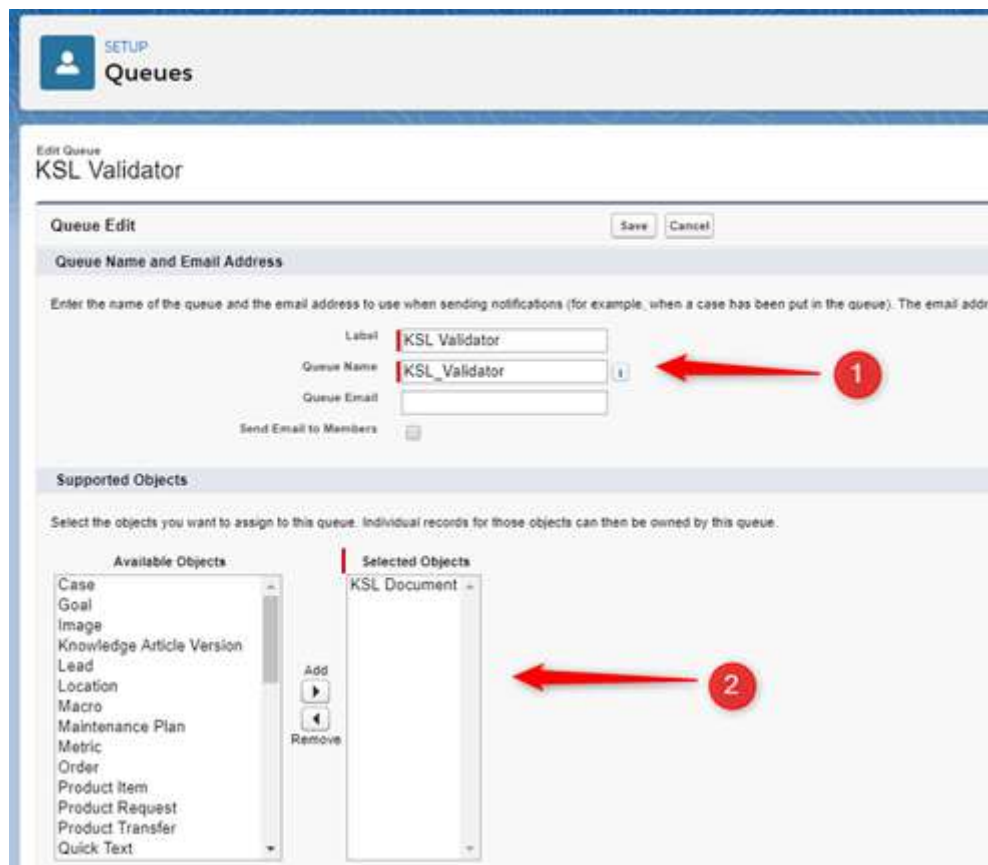 SETUP
Queues
Edit Queue
KSL Validator
Queue Edit
Save Cancel
Queue Name and Email Address
Enter the name of the queue and the email address to use when sending notifications (for example, when a case has been put in the queue). The email addr
Label KSL Validator
Queue Name KSL_Validator i
1
Queue Email
Send Email to Members
Supported Objects
Select the objects you want to assign to this queue. Individual records for those objects can then be owned by this queue.
Available Objects Selected Objects
Case KSL Document
Goal
Image
Knowledge Article Version
Lead Add
Location
2
Macro
Maintenance Plan
Metric Remove
Order
Product Item
Product Request
Product Transfer
Quick Text